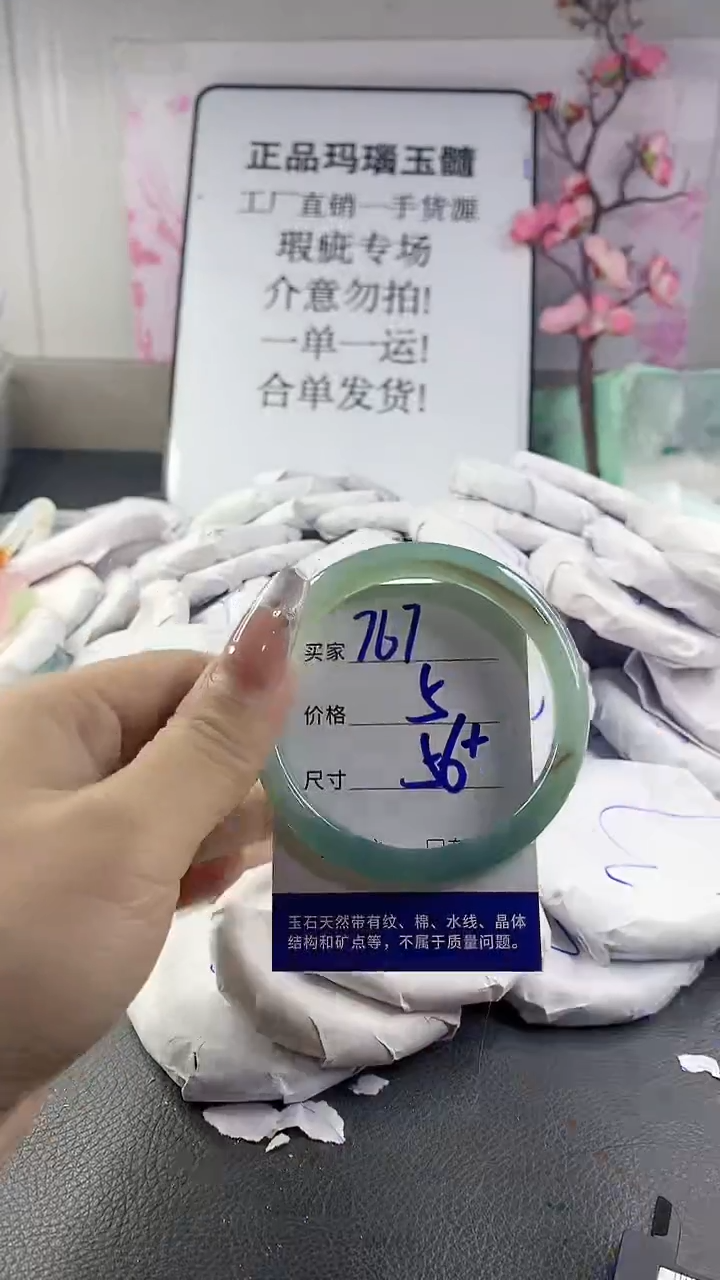 正品玛瑙玉髓
工厂直销一手货源
瑕疵专场
介意勿拍!
一单一运!
合单发货!
买家 767
价格 5
尺寸 56+
玉石天然带有纹、棉、水线、晶体
结构和矿点等，不属于质量问题。